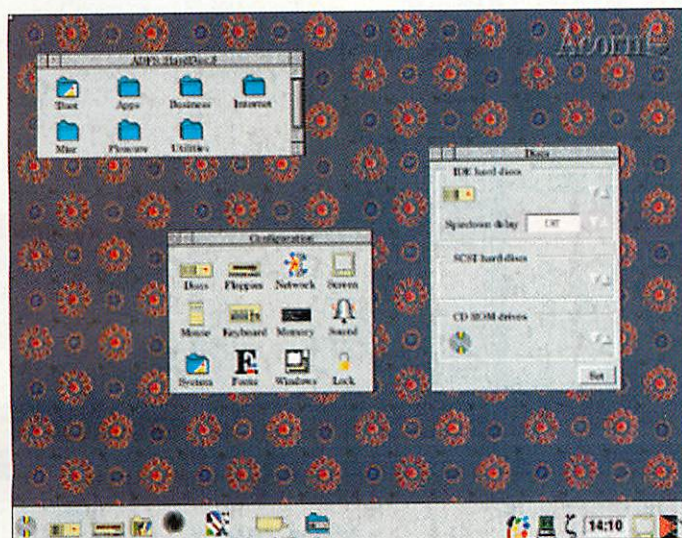 Acorn
ADFS::HardDisc4
!Boot Apps Business Internet
Misc Pleasure Utilities
Discs
IDE hard discs
Spindown delay Off
SCSI hard discs
CD ROM drives
Set
Configuration
Discs Floppies Network Screen
Mouse Keyboard Memory Sound
System Fonts Windows Lock
14:10